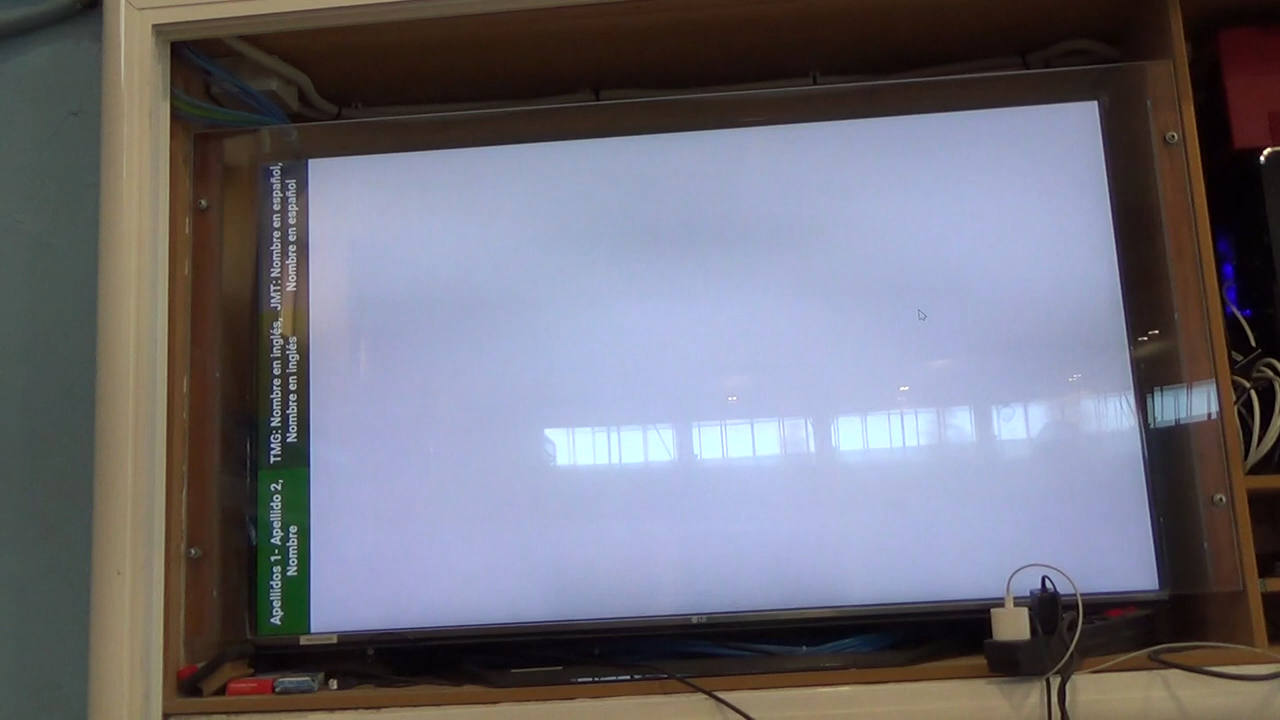 Apellidos 1- Apellido 2,
Nombre
TMG: Nombre en inglés,
Nombre en inglés
JMT: Nombre en español,
Nombre en español
LG